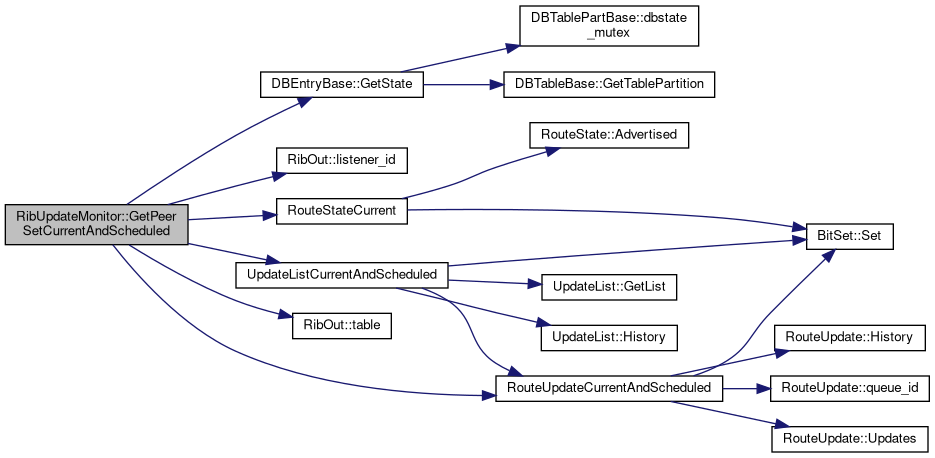 DBTablePartBase::dbstate
_mutex
DBEntryBase::GetState
DBTableBase::GetTablePartition
RouteState::Advertised
RibOut::listener_id
RibUpdateMonitor::GetPeer
SetCurrentAndScheduled
RouteStateCurrent
BitSet::Set
UpdateListCurrentAndScheduled
UpdateList::GetList
RibOut::table
UpdateList::History
RouteUpdate::History
RouteUpdateCurrentAndScheduled
RouteUpdate::queue_id
RouteUpdate::Updates